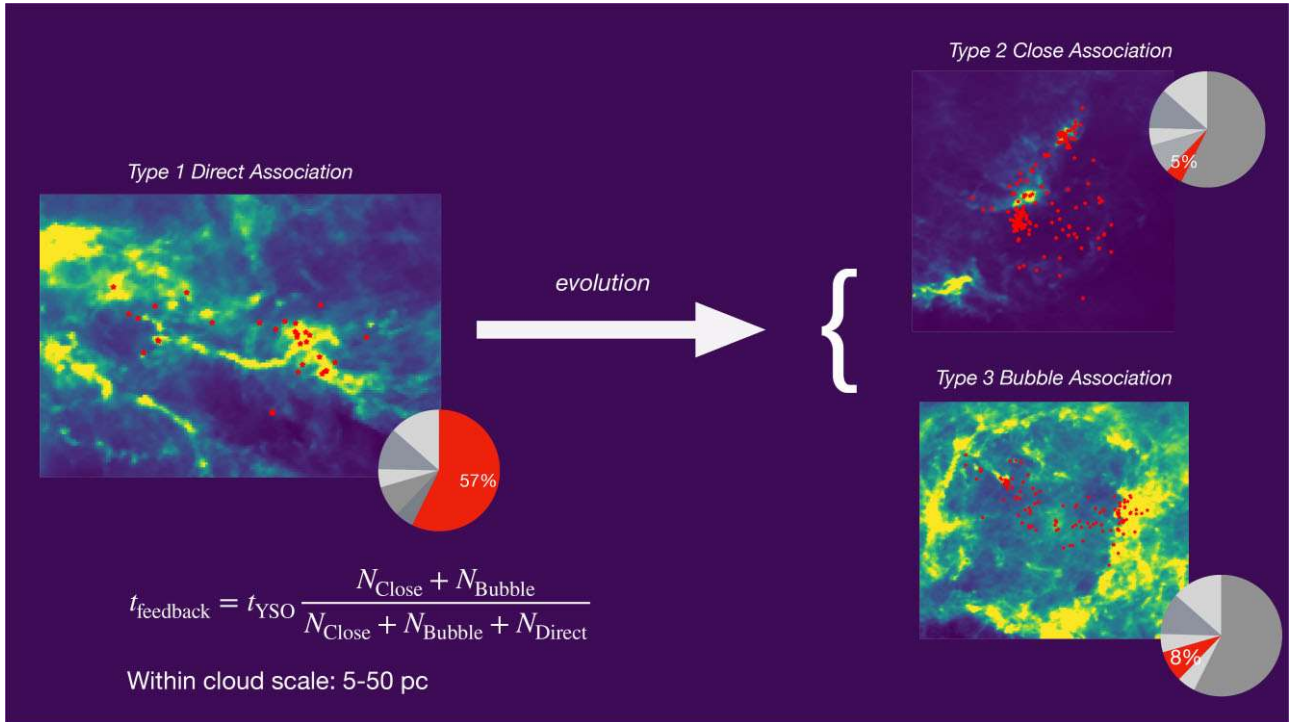 Type 2 Close Association
5%
Type 1 Direct Association
57%
evolution
{
Type 3 Bubble Association
8%
t_feedback = t_YSO \frac{N_Close + N_Bubble}{N_Close + N_Bubble + N_Direct}
Within cloud scale: 5-50 pc